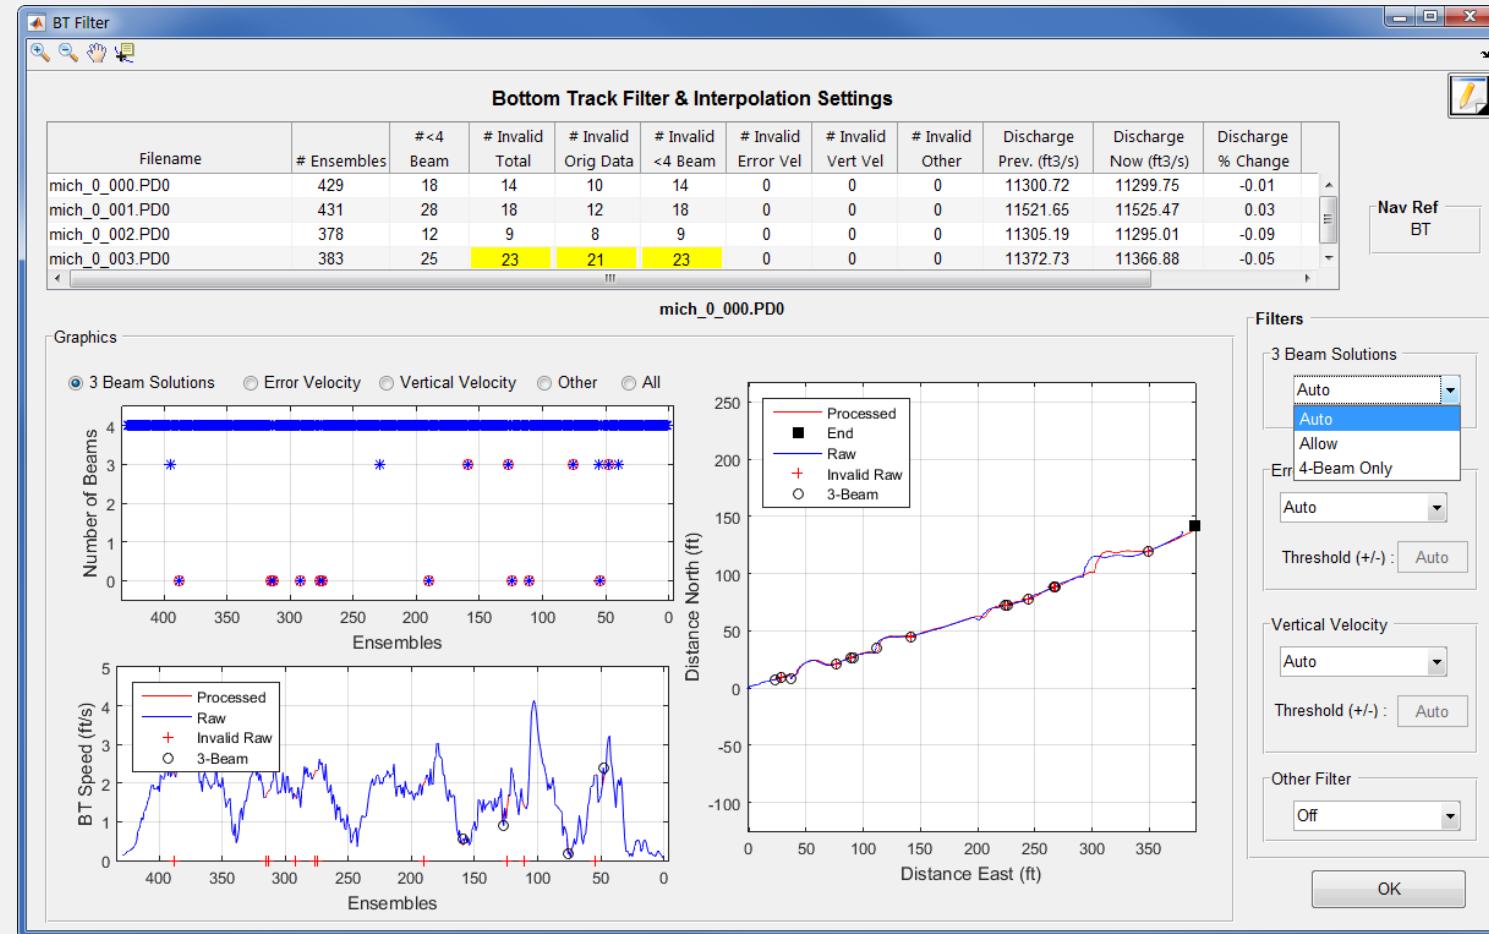 BT Filter
Bottom Track Filter & Interpolation Settings
#<4 # Invalid # Invalid # Invalid # Invalid # Invalid # Invalid Discharge Discharge Discharge
Filename # Ensembles Beam Total Orig Data <4 Beam Error Vel Vert Vel Other Prev. (ft3/s) Now (ft3/s) % Change
mich_0_000.PD0 429 18 14 10 14 0 0 0 11300.72 11299.75 -0.01
mich_0_001.PD0 431 28 18 12 18 0 0 0 11521.65 11525.47 0.03
mich_0_002.PD0 378 12 9 8 9 0 0 0 11305.19 11295.01 -0.09
mich_0_003.PD0 383 25 23 21 23 0 0 0 11372.73 11366.88 -0.05
Nav Ref
BT
mich_0_000.PD0
Graphics
3 Beam Solutions Error Velocity Vertical Velocity Other All
Number of Beams
4
3
2
1
0
400 350 300 250 200 150 100 50 0
Ensembles
BT Speed (ft/s)
5
4
3
2
1
0
Processed
Raw
Invalid Raw
3-Beam
400 350 300 250 200 150 100 50 0
Ensembles
Distance North (ft)
250
200
150
100
50
0
-50
-100
Processed
End
Raw
Invalid Raw
3-Beam
0 50 100 150 200 250 300 350
Distance East (ft)
Filters
3 Beam Solutions
Auto
Auto
Allow
4-Beam Only
Err
Auto
Threshold (+/-) : Auto
Vertical Velocity
Auto
Threshold (+/-) : Auto
Other Filter
Off
OK